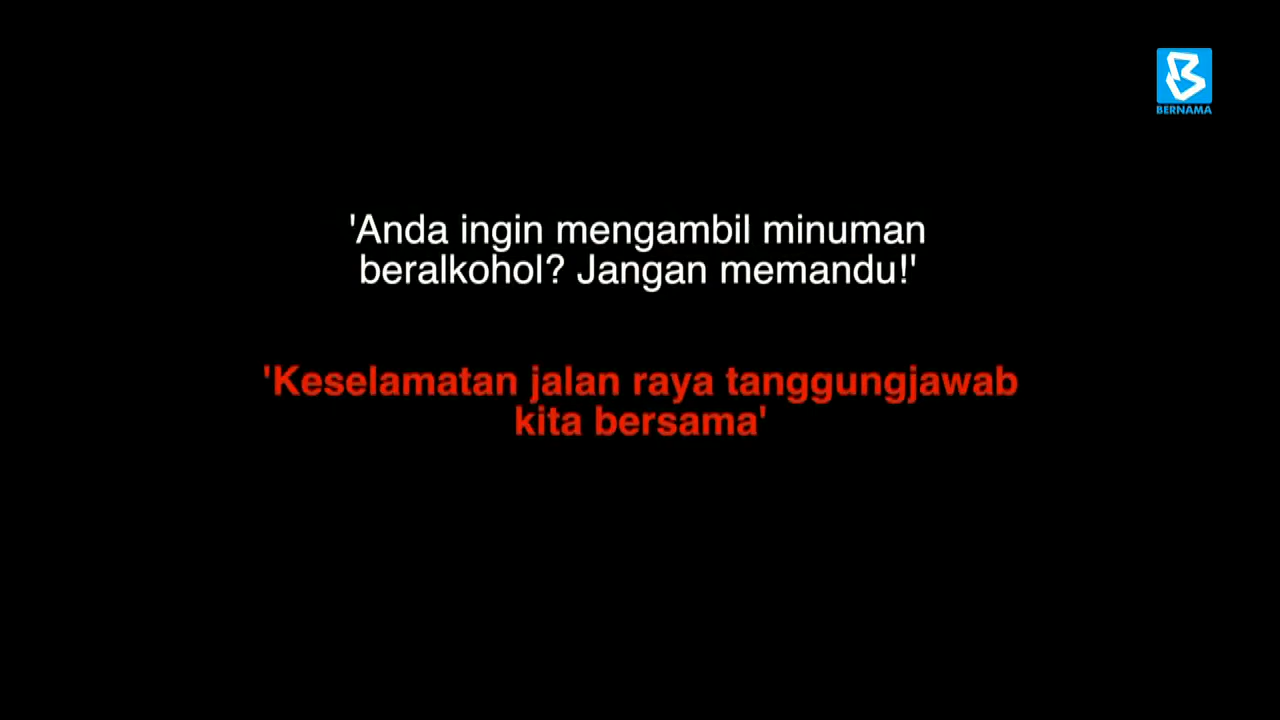 BERNAMA
'Anda ingin mengambil minuman
beralkohol? Jangan memandu!'
'Keselamatan jalan raya tanggungjawab
kita bersama'